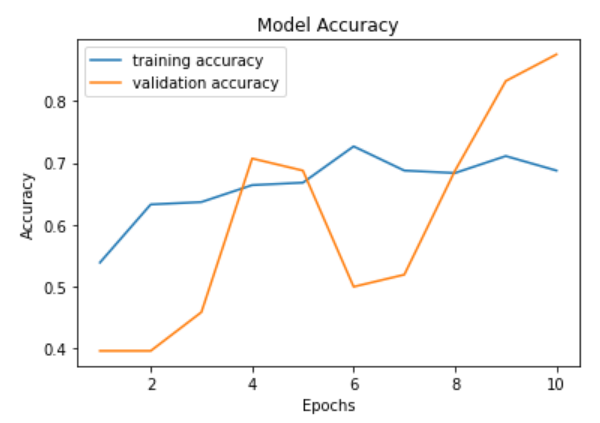 Model Accuracy
training accuracy
validation accuracy
Accuracy
0.8
0.7
0.6
0.5
0.4
2 4 6 8 10
Epochs